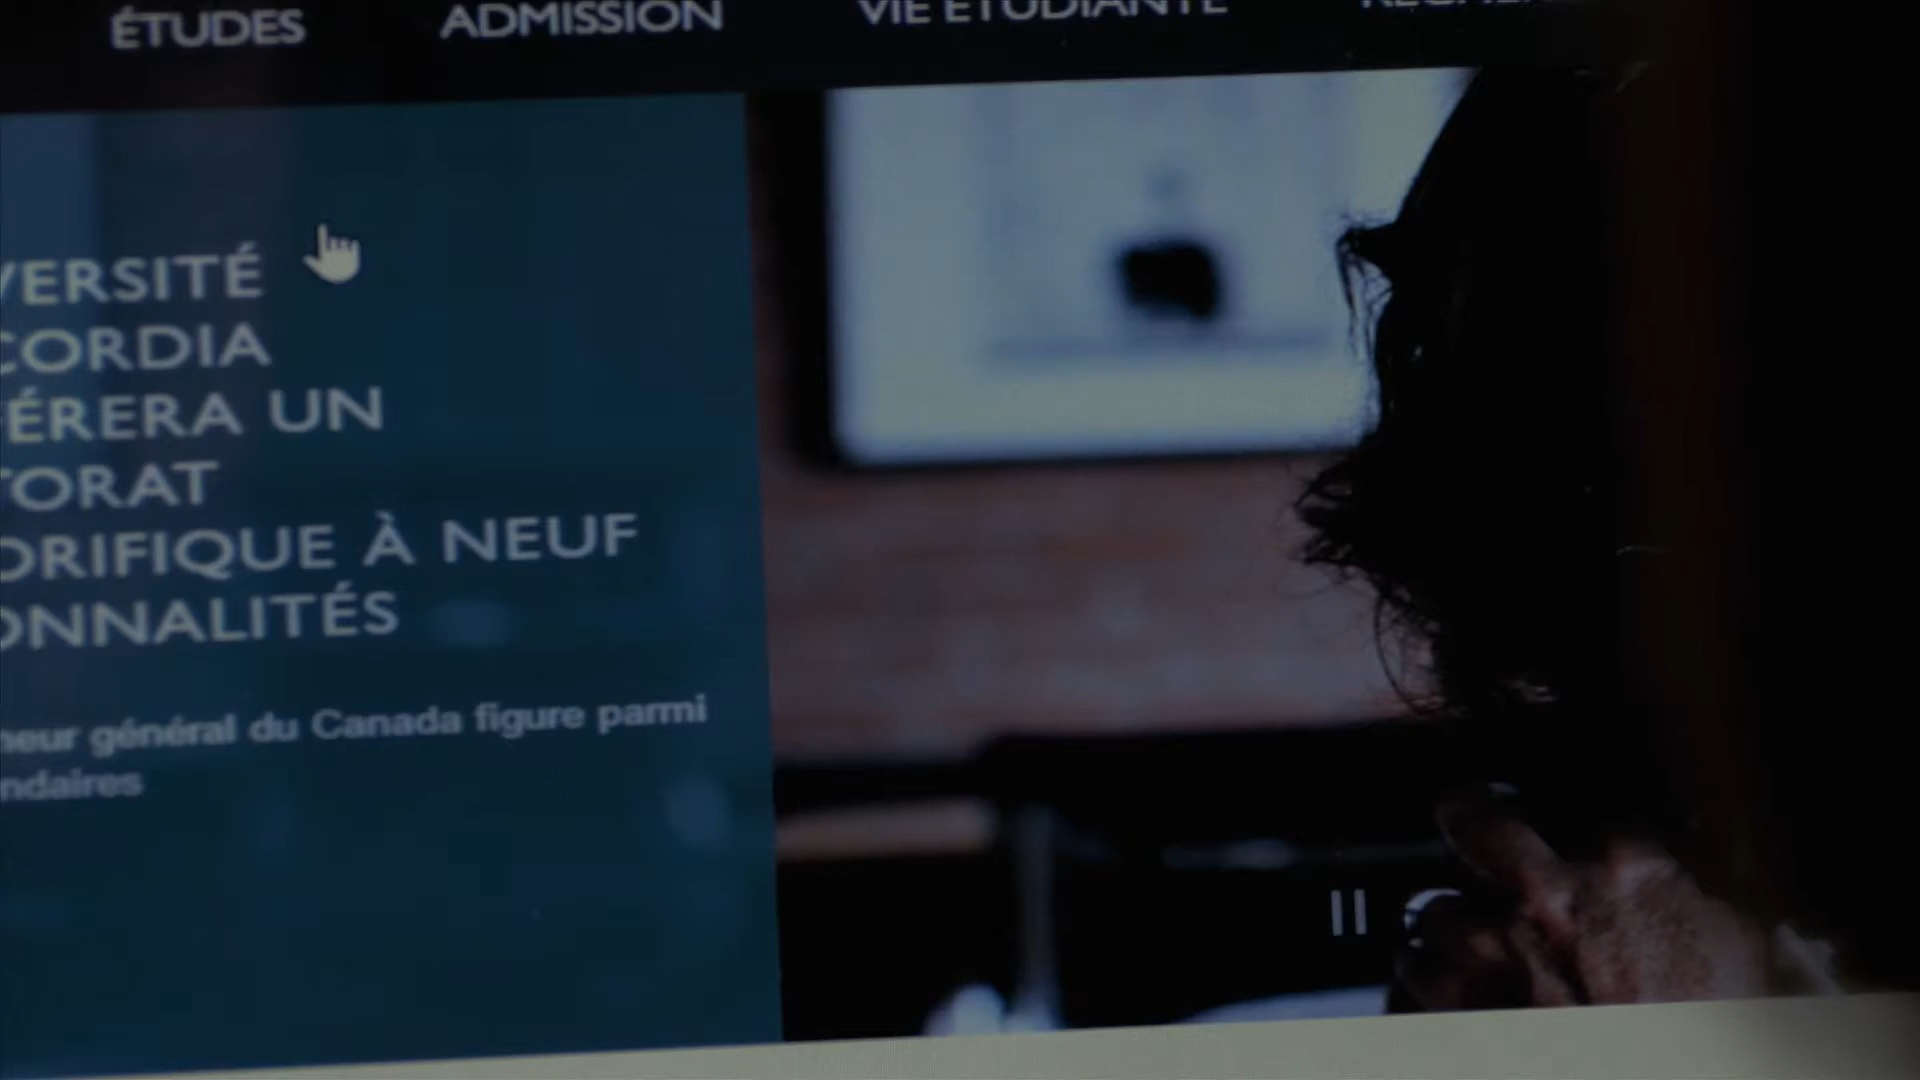 ÉTUDES ADMISSION VIE ÉTUDIANTE
VERSITÉ
CORDIA
FÉRERA UN
TORAT
ORIFIQUE À NEUF
ONNALITÉS
neur général du Canada figure parmi
ndaires